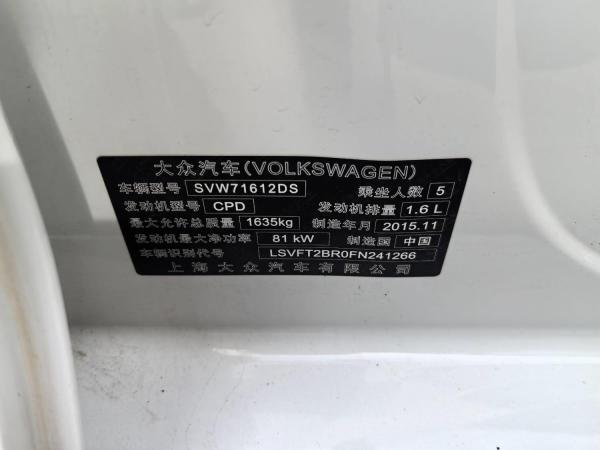 大众汽车(VOLKSWAGEN)
车辆型号 SVW71612DS 乘坐人数 5
发动机型号 CPD 发动机排量 1.6 L
最大允许总质量 1635kg 制造年月 2015.11
发动机最大净功率 81 kW 制造国 中国
车辆识别代号 LSVFT2BR0FN241266
上海大众汽车有限公司